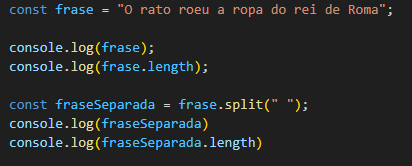 const frase = "O rato roeu a ropa do rei de Roma";
console.log(frase);
console.log(frase.length);
const fraseSeparada = frase.split(" ");
console.log(fraseSeparada)
console.log(fraseSeparada.length)